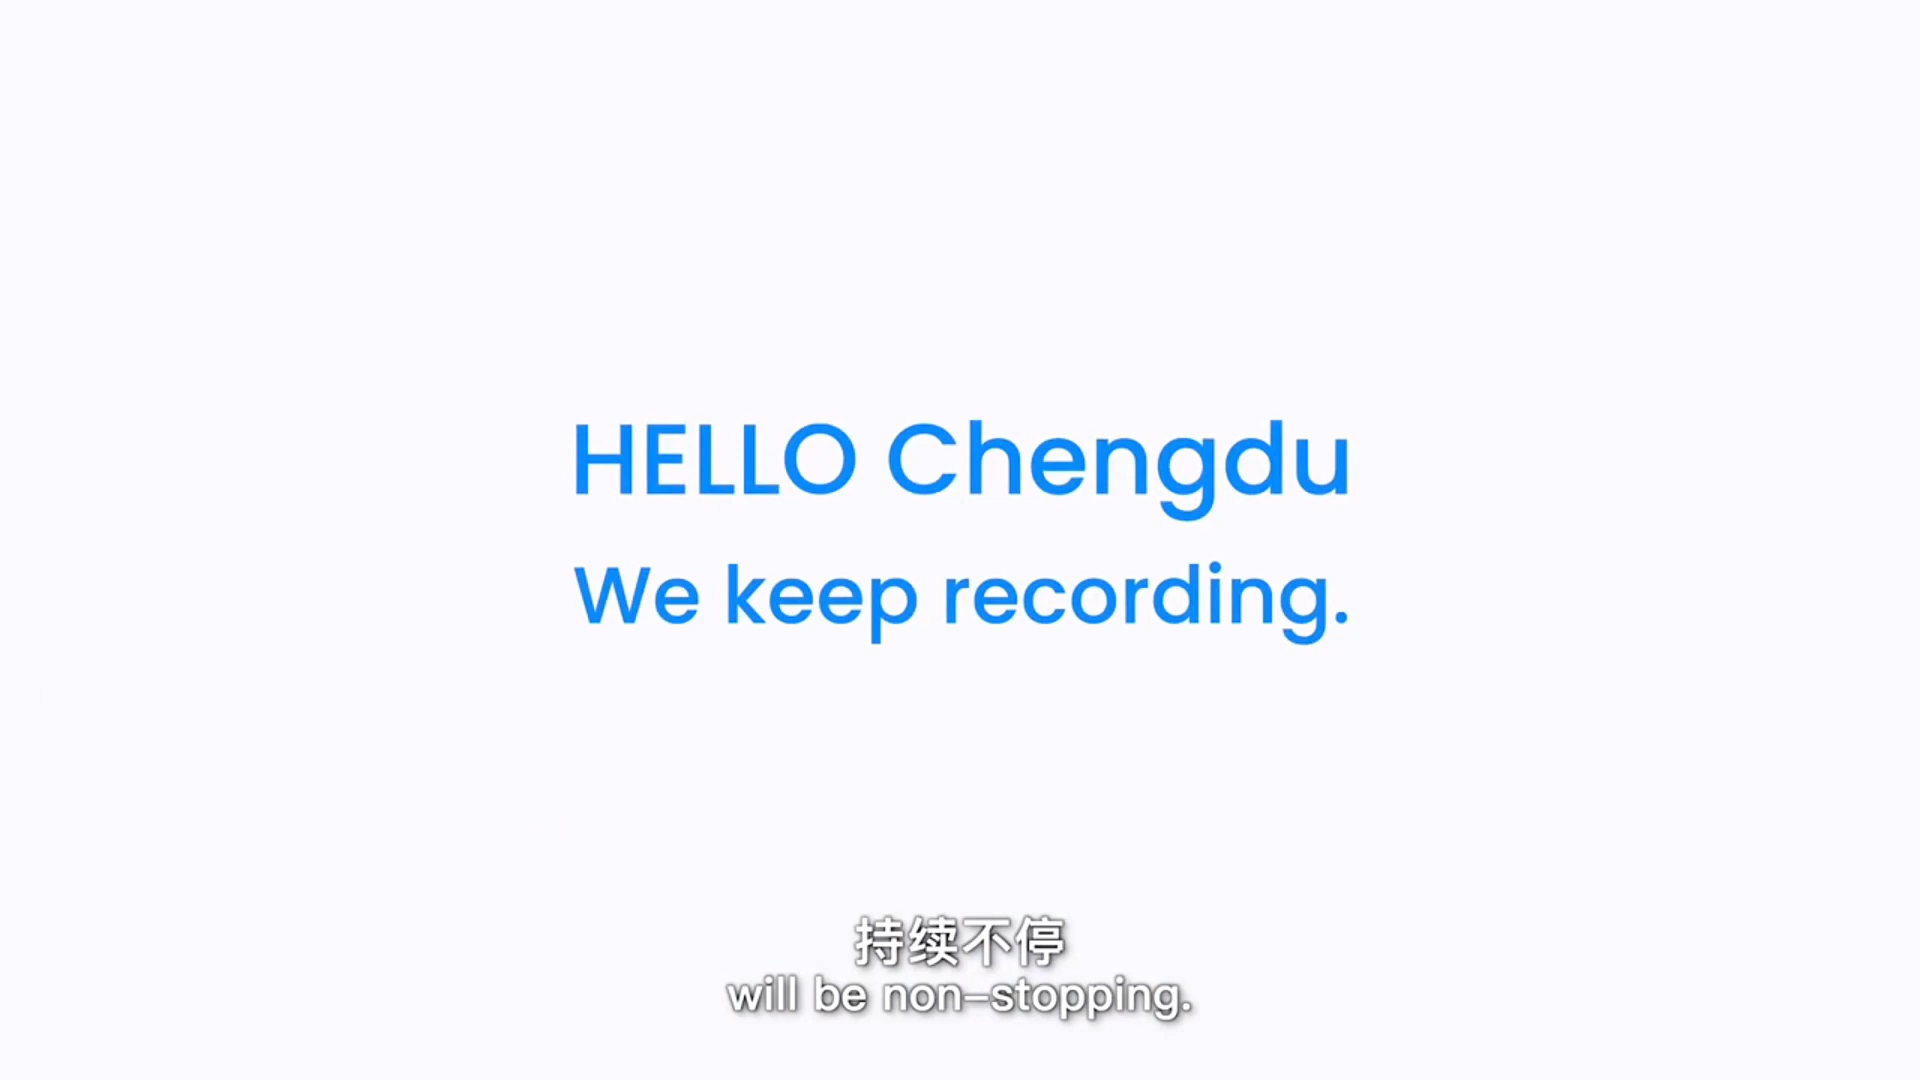 HELLO Chengdu
We keep recording.
持续不停
will be non-stopping.